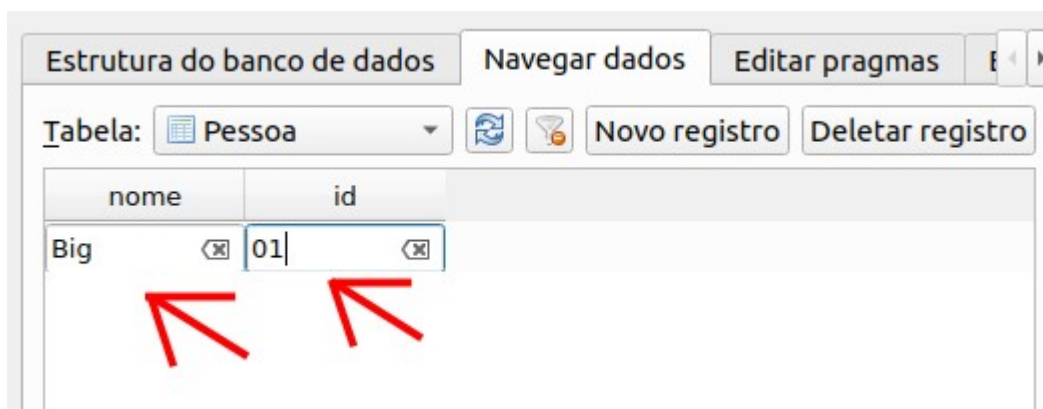 Estrutura do banco de dados Navegar dados Editar pragmas
Tabela: Pessoa Novo registro Deletar registro
nome id
Big 01